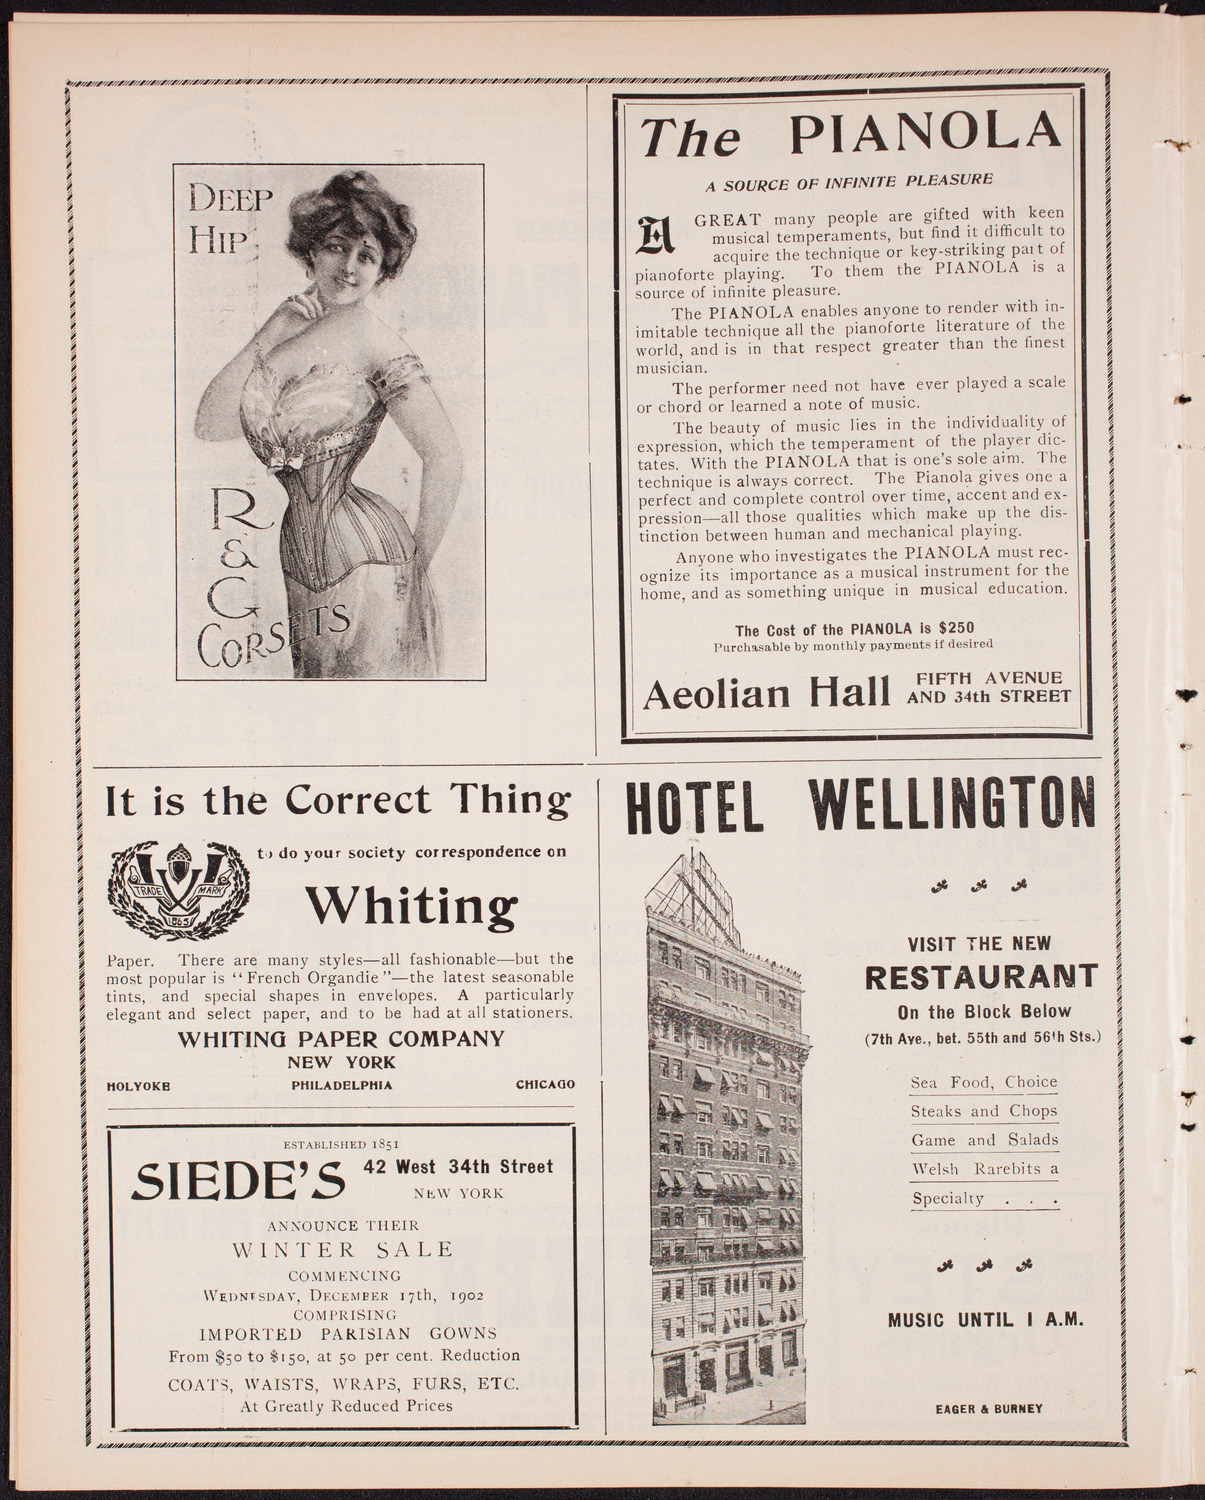 DEEP
HIP
R
&
G
CORSETS
The PIANOLA
A SOURCE OF INFINITE PLEASURE
A GREAT many people are gifted with keen
musical temperaments, but find it difficult to
acquire the technique or key-striking part of
pianoforte playing. To them the PIANOLA is a
source of infinite pleasure.
The PIANOLA enables anyone to render with in-
imitable technique all the pianoforte literature of the
world, and is in that respect greater than the finest
musician.
The performer need not have ever played a scale
or chord or learned a note of music.
The beauty of music lies in the individuality of
expression, which the temperament of the player dic-
tates. With the PIANOLA that is one's sole aim. The
technique is always correct. The Pianola gives one a
perfect and complete control over time, accent and ex-
pression—all those qualities which make up the dis-
tinction between human and mechanical playing.
Anyone who investigates the PIANOLA must rec-
ognize its importance as a musical instrument for the
home, and as something unique in musical education.
The Cost of the PIANOLA is $250
Purchasable by monthly payments if desired
Aeolian Hall FIFTH AVENUE
AND 34th STREET
It is the Correct Thing
to do your society correspondence on
TRADE MARK
1865
Whiting
Paper. There are many styles—all fashionable—but the
most popular is "French Organdie"—the latest seasonable
tints, and special shapes in envelopes. A particularly
elegant and select paper, and to be had at all stationers.
WHITING PAPER COMPANY
NEW YORK
HOLYOKE PHILADELPHIA CHICAGO
ESTABLISHED 1851
SIEDE'S 42 West 34th Street
NEW YORK
ANNOUNCE THEIR
WINTER SALE
COMMENCING
WEDNESDAY, DECEMBER 17th, 1902
COMPRISING
IMPORTED PARISIAN GOWNS
From $50 to $150, at 50 per cent. Reduction
COATS, WAISTS, WRAPS, FURS, ETC.
At Greatly Reduced Prices
HOTEL WELLINGTON
VISIT THE NEW
RESTAURANT
On the Block Below
(7th Ave., bet. 55th and 56th Sts.)
Sea Food, Choice
Steaks and Chops
Game and Salads
Welsh Rarebits a
Specialty . . .
MUSIC UNTIL 1 A.M.
EAGER & BURNEY